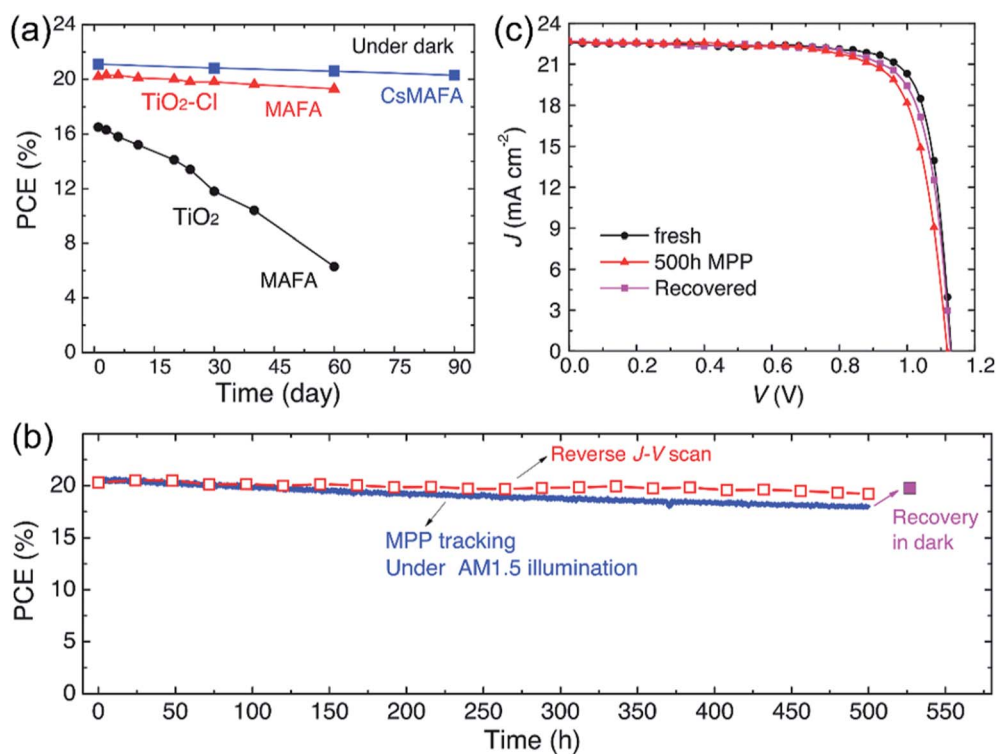 (a)
PCE (%)
24
20
16
12
8
4
0
Under dark
TiO₂-Cl
MAFA
CsMAFA
TiO₂
MAFA
0 15 30 45 60 75 90
Time (day)
(c)
J (mA cm⁻²)
24
21
18
15
12
9
6
3
0
fresh
500h MPP
Recovered
0.0 0.2 0.4 0.6 0.8 1.0 1.2
V (V)
(b)
PCE (%)
20
15
10
5
0
Reverse J-V scan
MPP tracking
Under AM1.5 illumination
Recovery
in dark
0 50 100 150 200 250 300 350 400 450 500 550
Time (h)